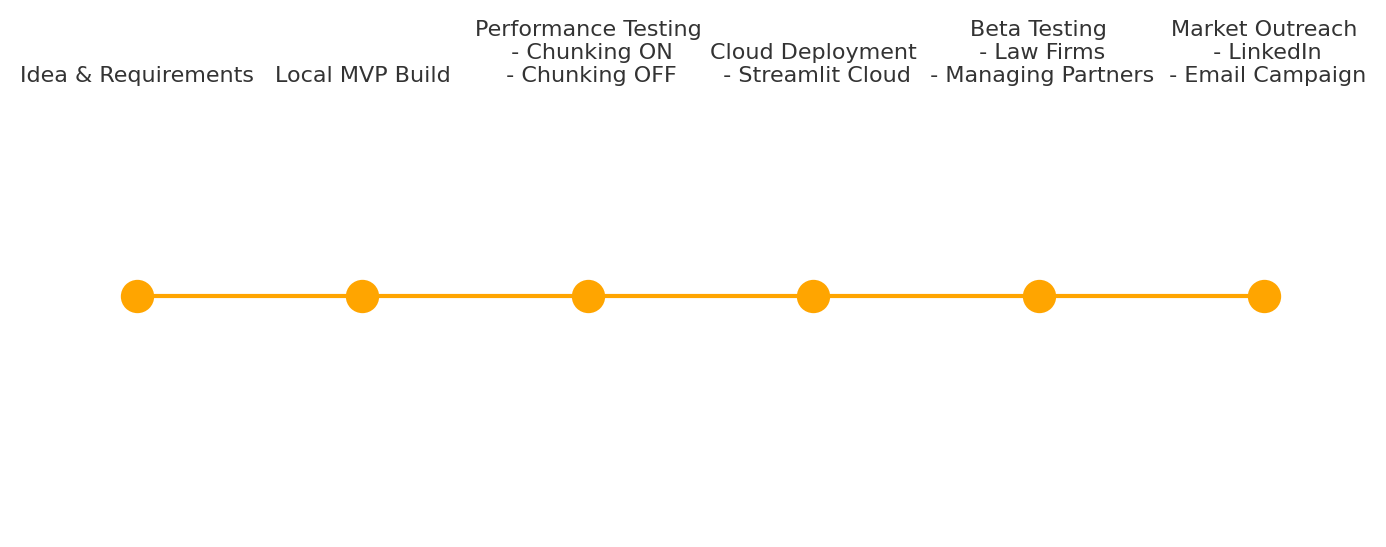 Idea & Requirements
Local MVP Build
Performance Testing
- Chunking ON
- Chunking OFF
Cloud Deployment
- Streamlit Cloud
Beta Testing
- Law Firms
- Managing Partners
Market Outreach
- LinkedIn
- Email Campaign